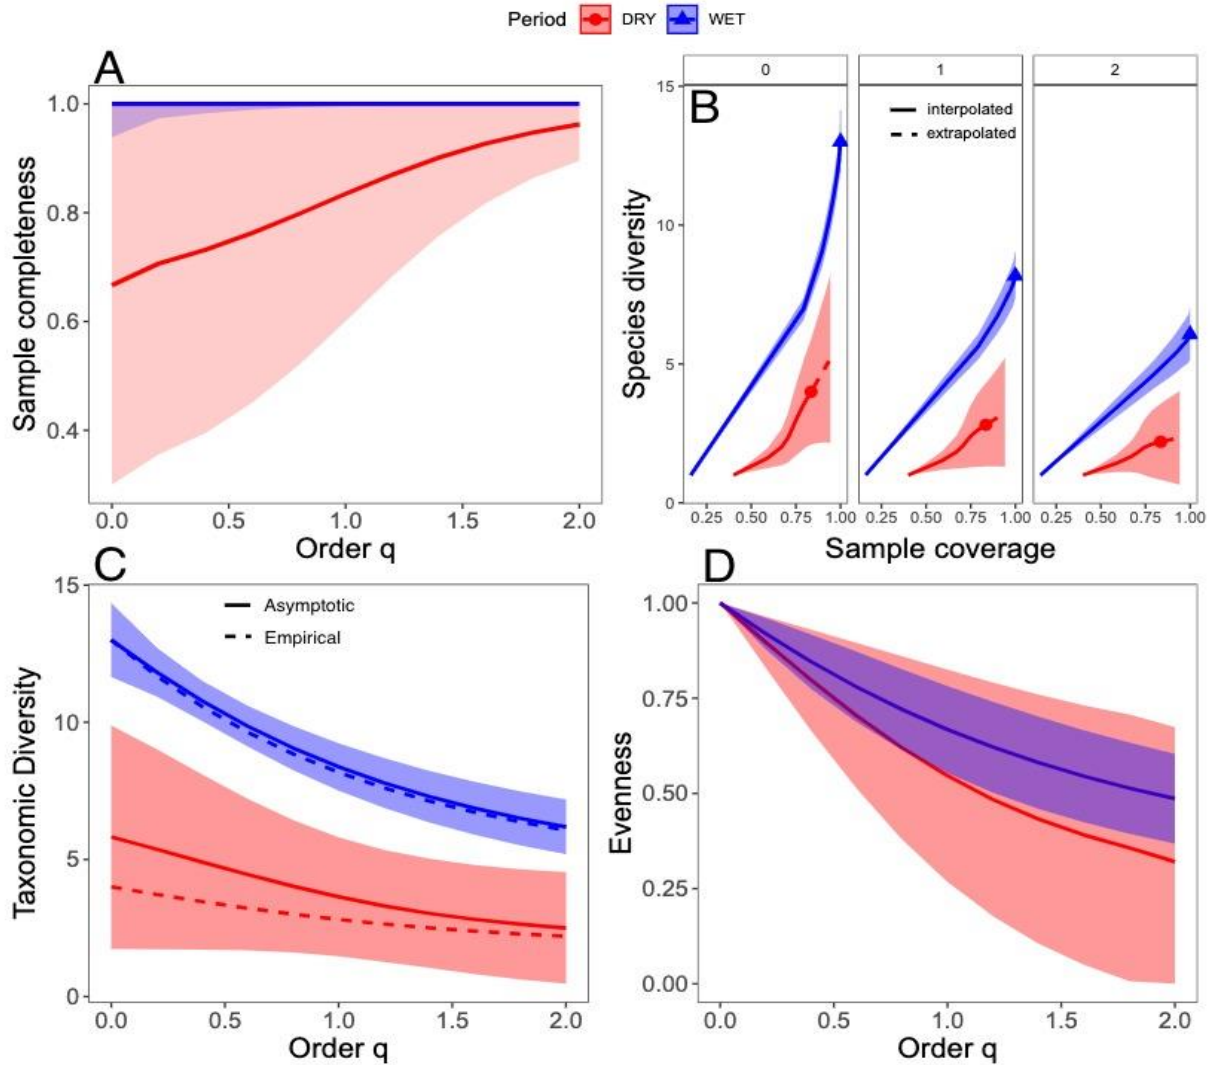 Period DRY WET
A
1.0
0.8
0.6
0.4
Sample completeness
0.0 0.5 1.0 1.5 2.0
Order q
0 1 2
B
interpolated
extrapolated
15
10
5
0
Species diversity
0.25 0.50 0.75 1.00 0.25 0.50 0.75 1.00 0.25 0.50 0.75 1.00
Sample coverage
C
Asymptotic
Empirical
15
10
5
0
Taxonomic Diversity
0.0 0.5 1.0 1.5 2.0
Order q
D
1.00
0.75
0.50
0.25
0.00
Evenness
0.0 0.5 1.0 1.5 2.0
Order q